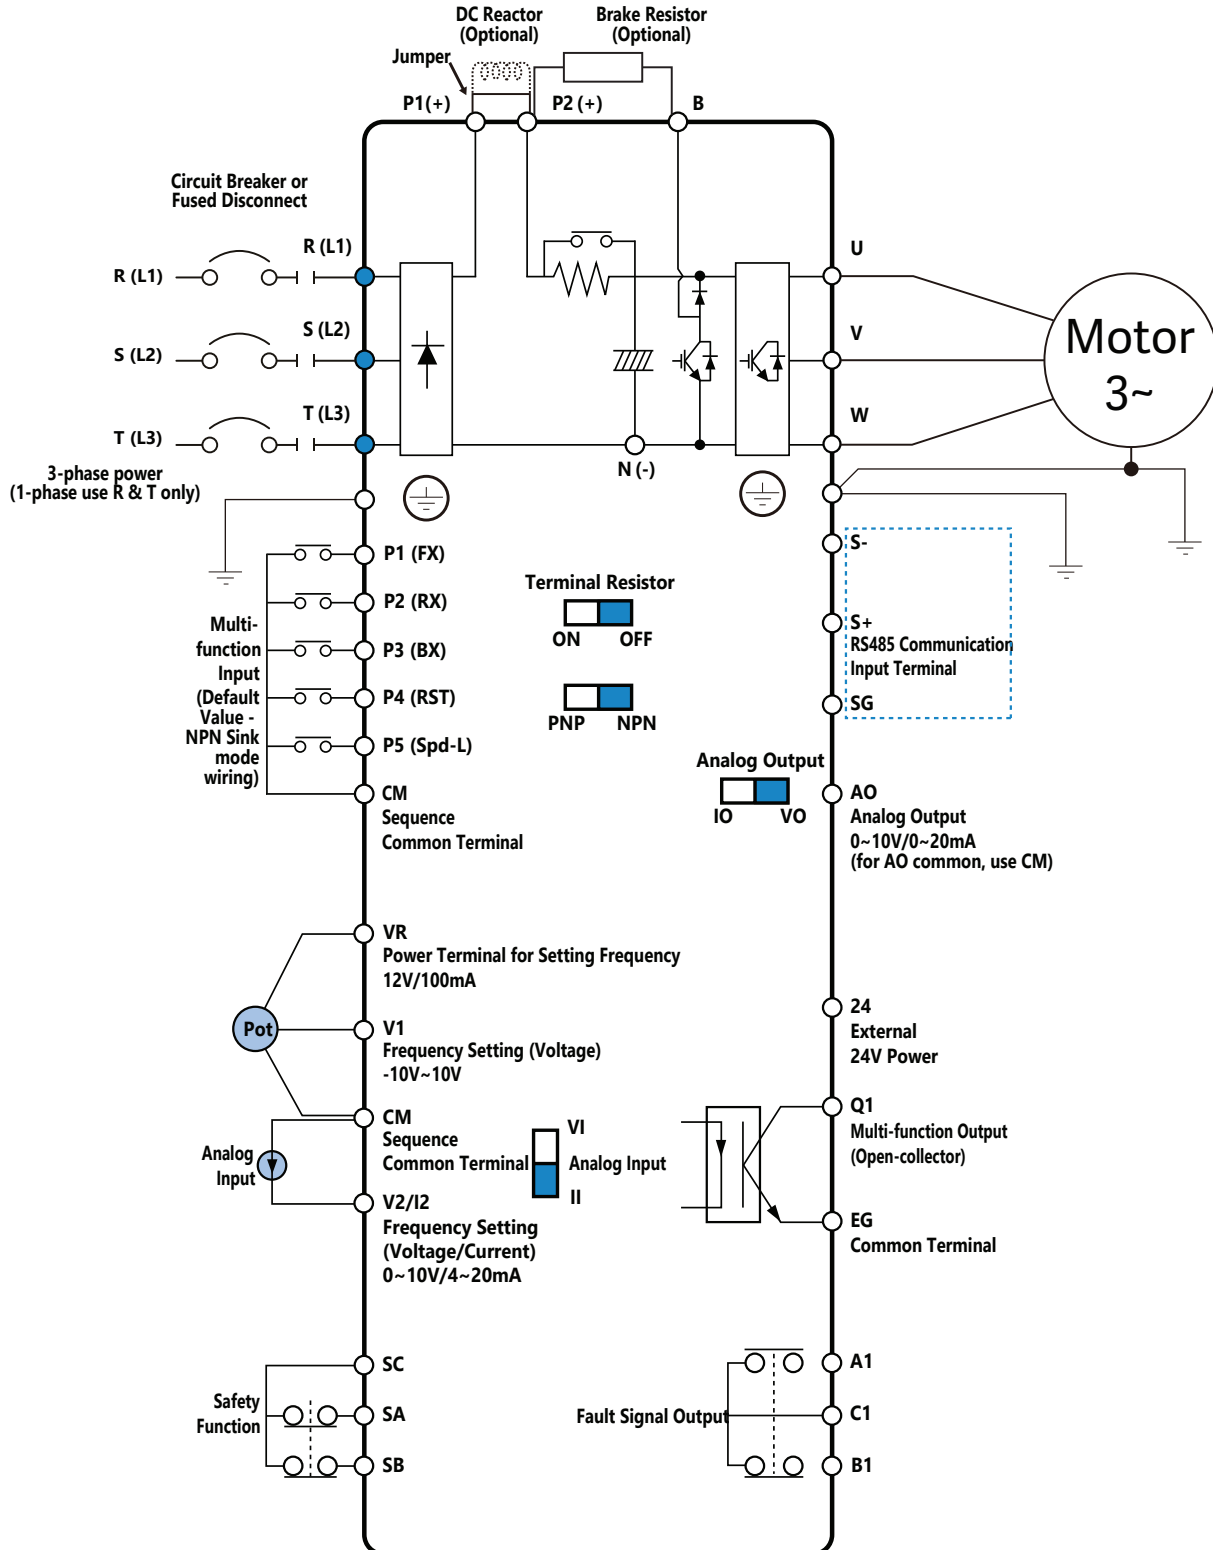 DC Reactor
(Optional)
Brake Resistor
(Optional)
Jumper
P1(+)
P2 (+)
B
Circuit Breaker or
Fused Disconnect
R (L1)
R (L1)
S (L2)
S (L2)
T (L3)
T (L3)
3-phase power
(1-phase use R & T only)
U
V
W
Motor
3~
N (-)
P1 (FX)
P2 (RX)
P3 (BX)
P4 (RST)
P5 (Spd-L)
CM
Sequence
Common Terminal
Multi-
function
Input
(Default
Value -
NPN Sink
mode
wiring)
Terminal Resistor
ON OFF
PNP NPN
S-
S+
RS485 Communication
Input Terminal
SG
Analog Output
IO VO
AO
Analog Output
0~10V/0~20mA
(for AO common, use CM)
VR
Power Terminal for Setting Frequency
12V/100mA
Pot
V1
Frequency Setting (Voltage)
-10V~10V
CM
Sequence
Common Terminal
Analog
Input
V2/I2
Frequency Setting
(Voltage/Current)
0~10V/4~20mA
VI
Analog Input
II
24
External
24V Power
Q1
Multi-function Output
(Open-collector)
EG
Common Terminal
Safety
Function
SC
SA
SB
Fault Signal Output
A1
C1
B1